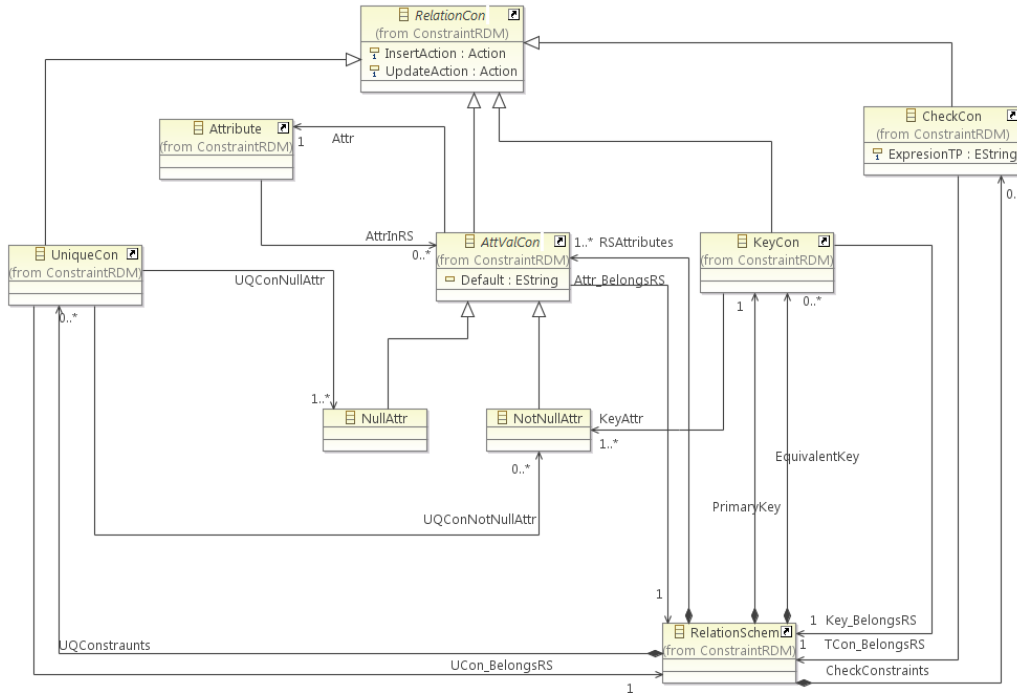 RelationCon
(from ConstraintRDM)
InsertAction : Action
UpdateAction : Action
Attribute
(from ConstraintRDM)
1
Attr
CheckCon
(from ConstraintRDM)
ExpresionTP : EString
0..
AttrInRS
0..*
UniqueCon
(from ConstraintRDM)
UQConNullAttr
0..*
AttValCon
(from ConstraintRDM)
Default : EString
1..* RSAttributes
Attr_BelongsRS
KeyCon
(from ConstraintRDM)
1
0..*
1..*
NullAttr
NotNullAttr
KeyAttr
1..*
0..*
EquivalentKey
PrimaryKey
UQConNotNullAttr
1
RelationSchem
(from ConstraintRDM)
1 Key_BelongsRS
1
TCon_BelongsRS
CheckConstraints
UQConstraunts
UCon_BelongsRS
1